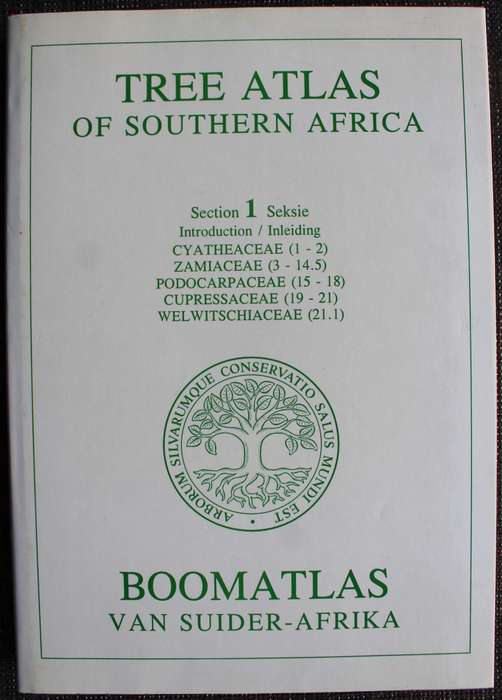 TREE ATLAS
OF SOUTHERN AFRICA
Section 1 Seksie
Introduction / Inleiding
CYATHEACEAE (1 - 2)
ZAMIACEAE (3 - 14.5)
PODOCARPACEAE (15 - 18)
CUPRESSACEAE (19 - 21)
WELWITSCHIACEAE (21.1)
ARBORUM SILVARUMQUE CONSERVATIO SALUS MUNDI EST
BOOMATLAS
VAN SUIDER-AFRIKA